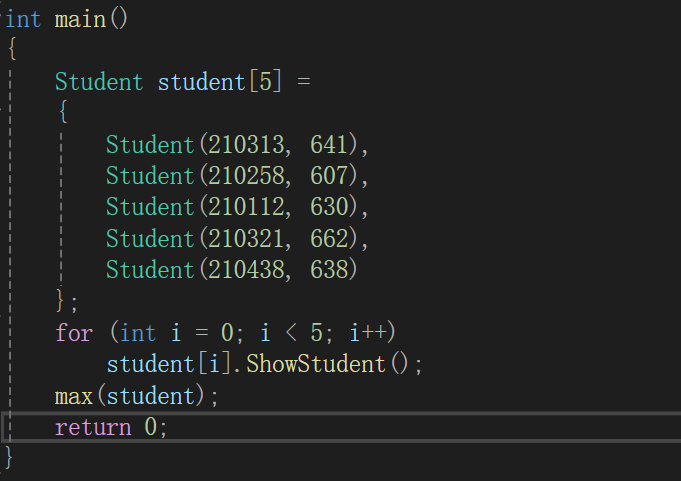 int main()
{
Student student[5] =
{
Student(210313, 641),
Student(210258, 607),
Student(210112, 630),
Student(210321, 662),
Student(210438, 638)
};
for (int i = 0; i < 5; i++)
student[i].ShowStudent();
max(student);
return 0;
}